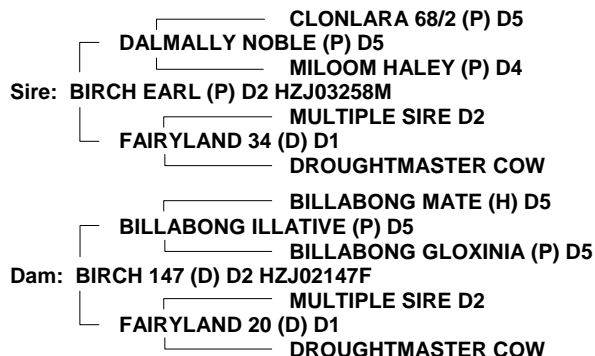 CLONLARA 68/2 (P) D5
DALMALLY NOBLE (P) D5
MILOOM HALEY (P) D4
Sire: BIRCH EARL (P) D2 HZJ03258M
MULTIPLE SIRE D2
FAIRYLAND 34 (D) D1
DROUGHTMASTER COW
BILLABONG MATE (H) D5
BILLABONG ILLATIVE (P) D5
BILLABONG GLOXINIA (P) D5
Dam: BIRCH 147 (D) D2 HZJ02147F
MULTIPLE SIRE D2
FAIRYLAND 20 (D) D1
DROUGHTMASTER COW